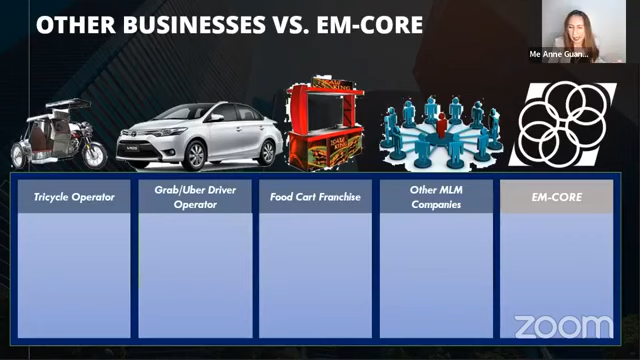 OTHER BUSINESSES VS. EM-CORE
Me Anne Guan...
Tricycle Operator
Grab/Uber Driver
Operator
Food Cart Franchise
Other MLM
Companies
EM-CORE
zoom